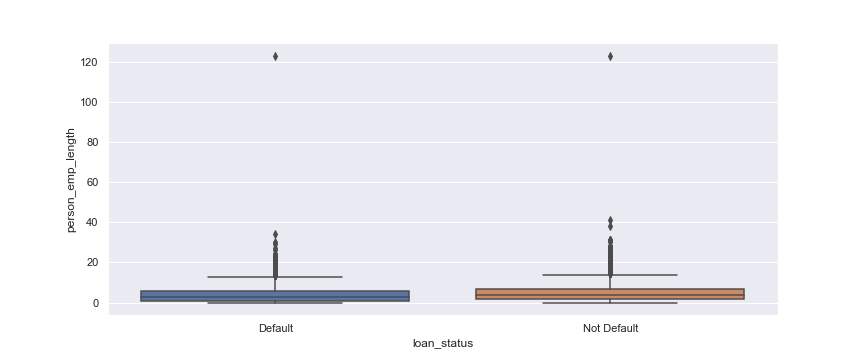 120
100
80
60
40
20
0
person_emp_length
Default
Not Default
loan_status